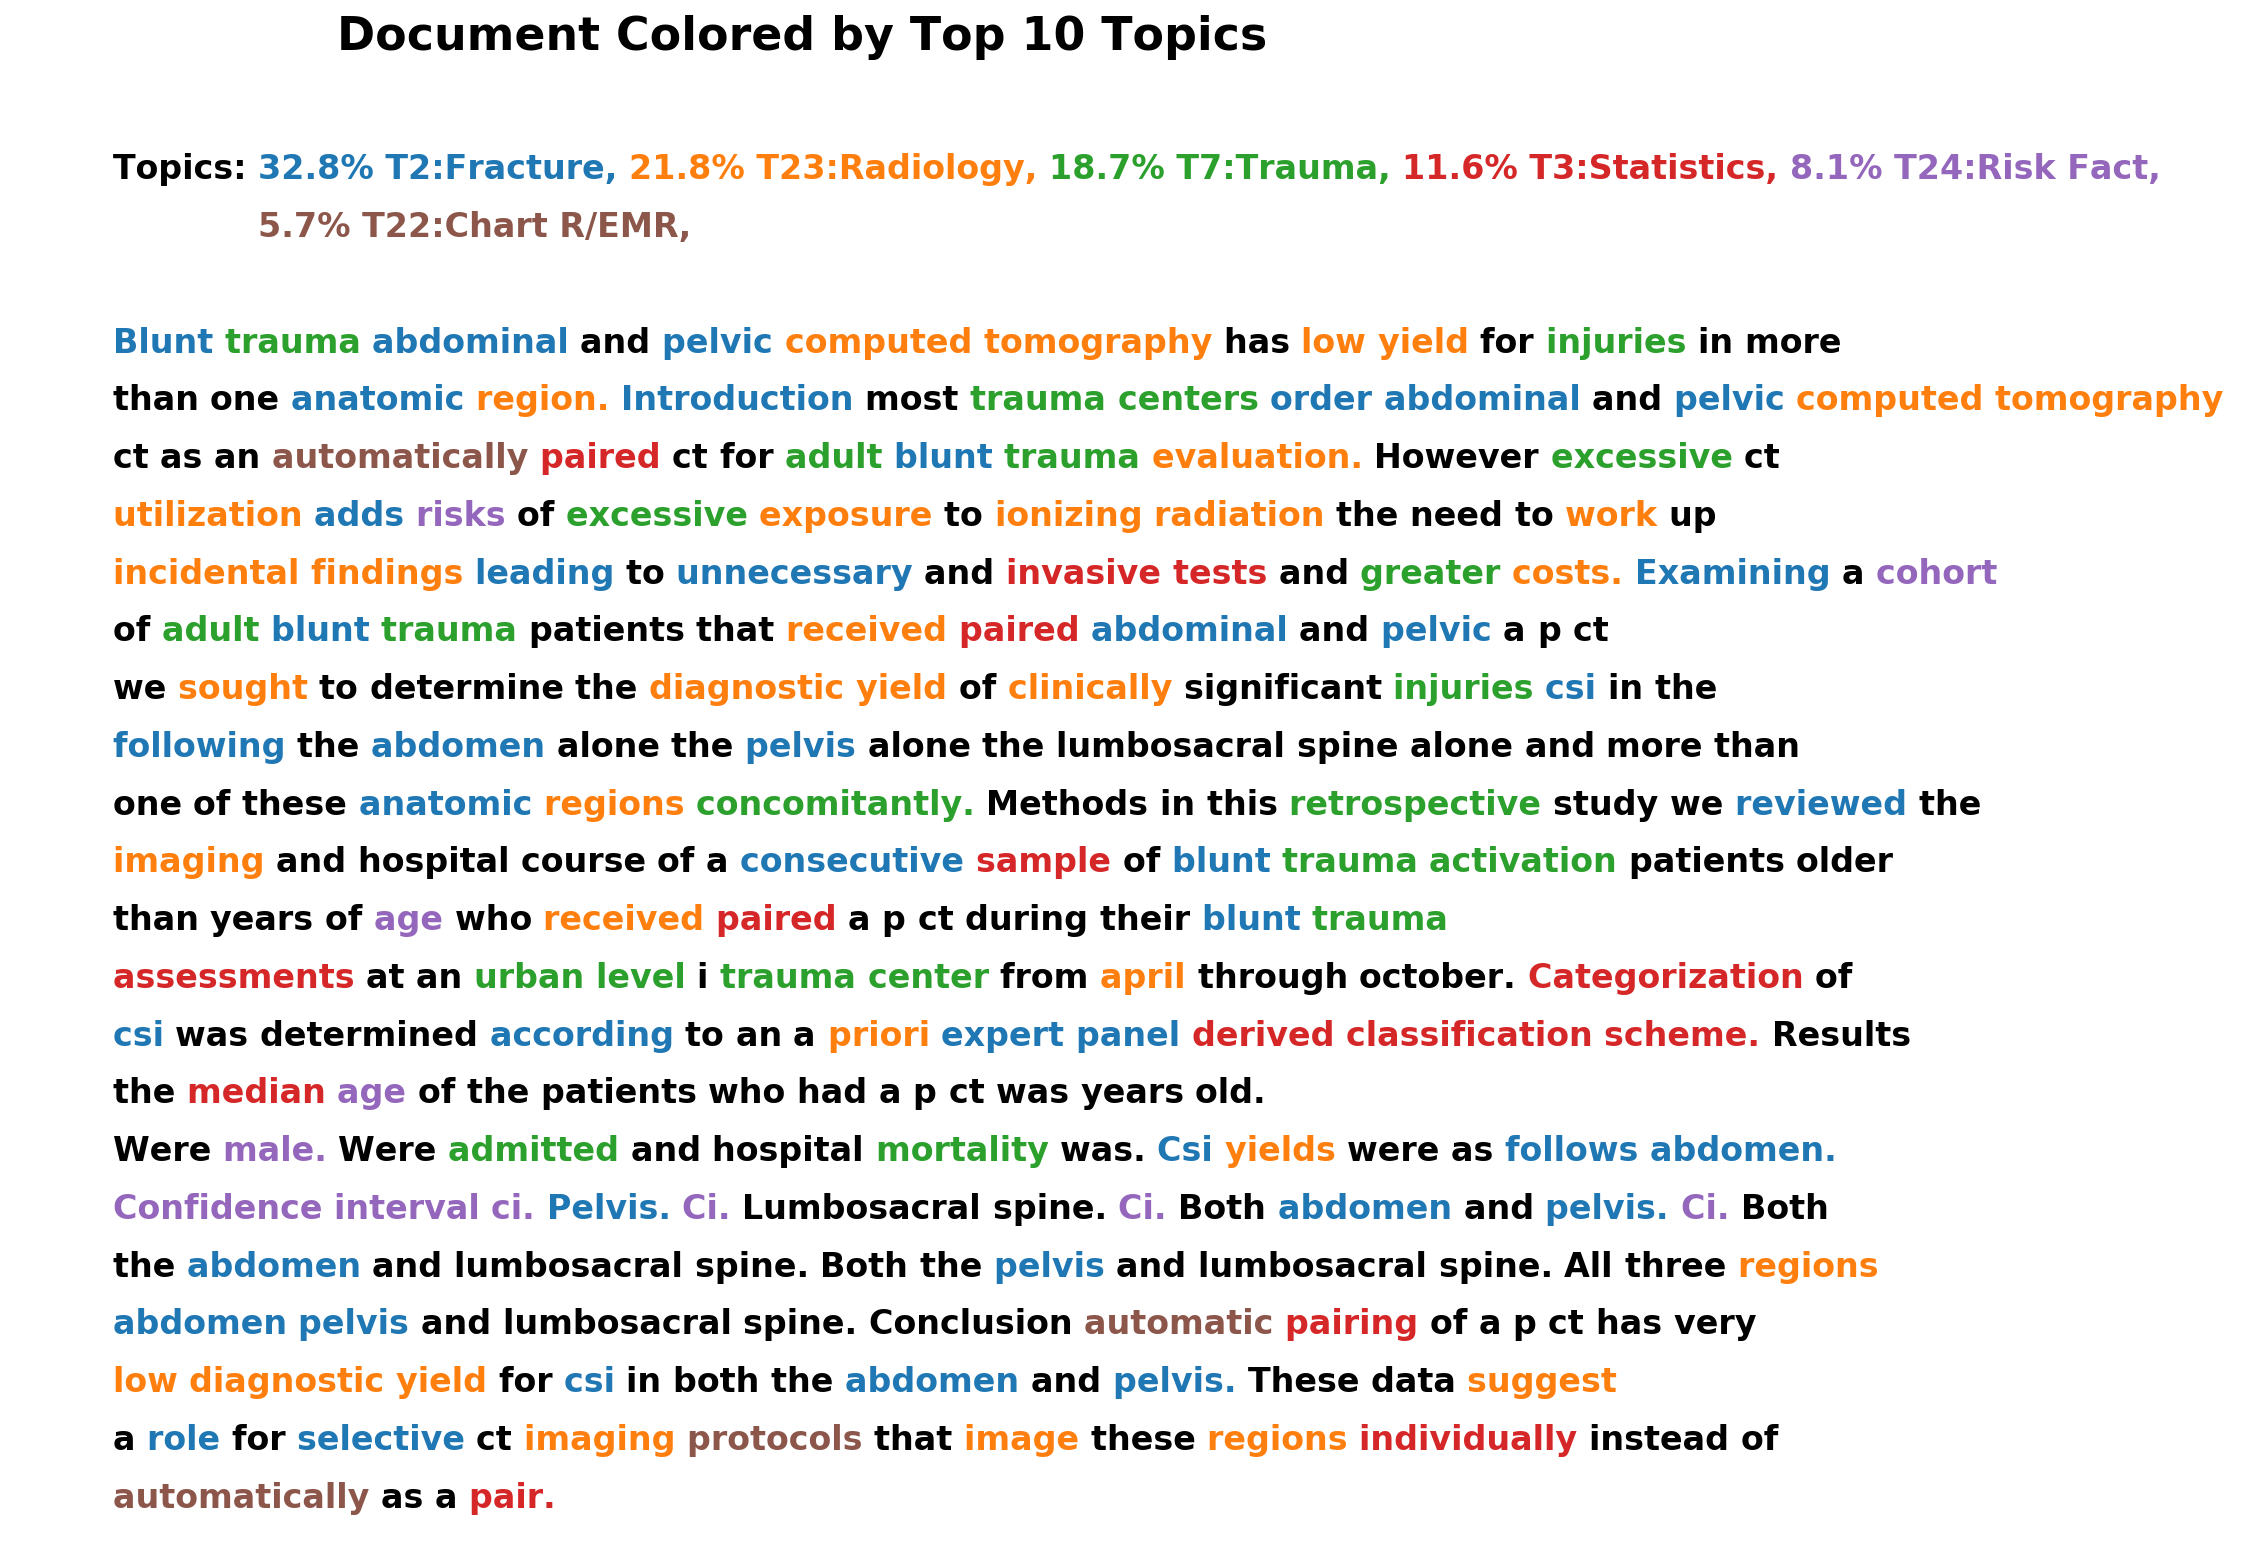 Document Colored by Top 10 Topics
Topics: 32.8% T2:Fracture, 21.8% T23:Radiology, 18.7% T7:Trauma, 11.6% T3:Statistics, 8.1% T24:Risk Fact,
5.7% T22:Chart R/EMR,
Blunt trauma abdominal and pelvic computed tomography has low yield for injuries in more
than one anatomic region. Introduction most trauma centers order abdominal and pelvic computed tomography
ct as an automatically paired ct for adult blunt trauma evaluation. However excessive ct
utilization adds risks of excessive exposure to ionizing radiation the need to work up
incidental findings leading to unnecessary and invasive tests and greater costs. Examining a cohort
of adult blunt trauma patients that received paired abdominal and pelvic a p ct
we sought to determine the diagnostic yield of clinically significant injuries csi in the
following the abdomen alone the pelvis alone the lumbosacral spine alone and more than
one of these anatomic regions concomitantly. Methods in this retrospective study we reviewed the
imaging and hospital course of a consecutive sample of blunt trauma activation patients older
than years of age who received paired a p ct during their blunt trauma
assessments at an urban level i trauma center from april through october. Categorization of
csi was determined according to an a priori expert panel derived classification scheme. Results
the median age of the patients who had a p ct was years old.
Were male. Were admitted and hospital mortality was. Csi yields were as follows abdomen.
Confidence interval ci. Pelvis. Ci. Lumbosacral spine. Ci. Both abdomen and pelvis. Ci. Both
the abdomen and lumbosacral spine. Both the pelvis and lumbosacral spine. All three regions
abdomen pelvis and lumbosacral spine. Conclusion automatic pairing of a p ct has very
low diagnostic yield for csi in both the abdomen and pelvis. These data suggest
a role for selective ct imaging protocols that image these regions individually instead of
automatically as a pair.